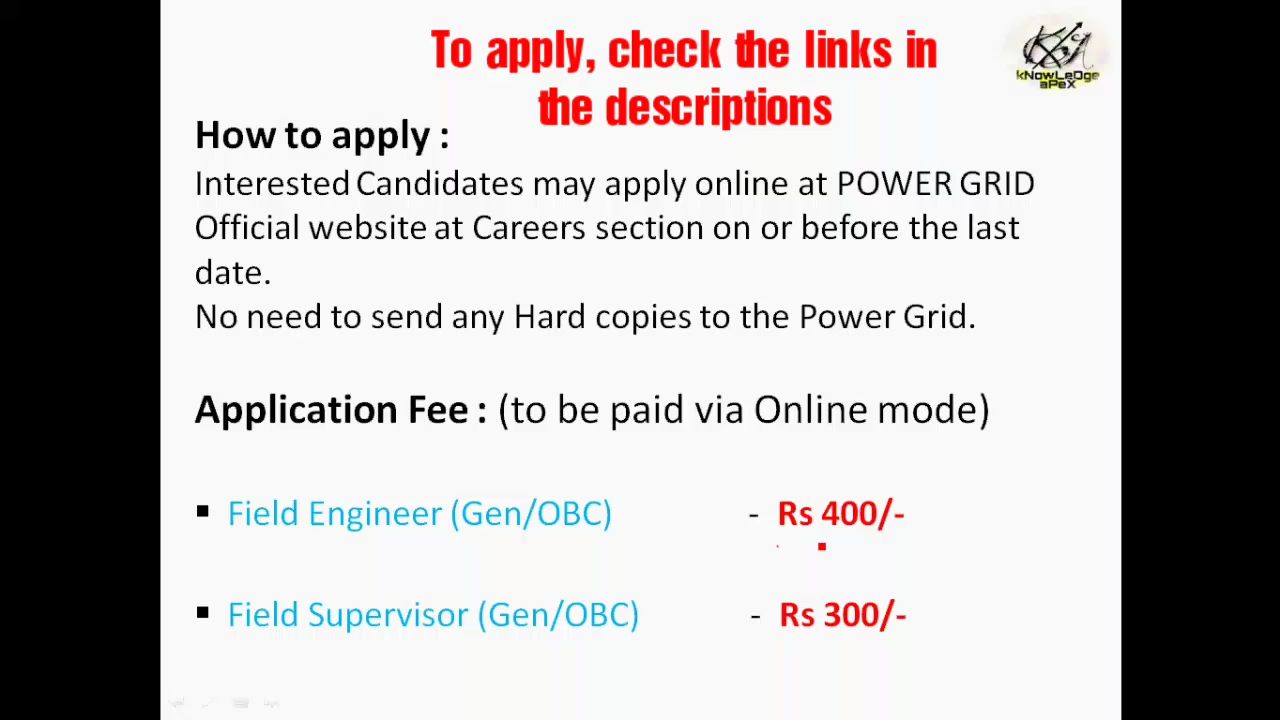 To apply, check the links in
the descriptions
kNowLeDge
aPeX
How to apply :
Interested Candidates may apply online at POWER GRID
Official website at Careers section on or before the last
date.
No need to send any Hard copies to the Power Grid.
Application Fee : (to be paid via Online mode)
▪ Field Engineer (Gen/OBC) - Rs 400/-
▪ Field Supervisor (Gen/OBC) - Rs 300/-